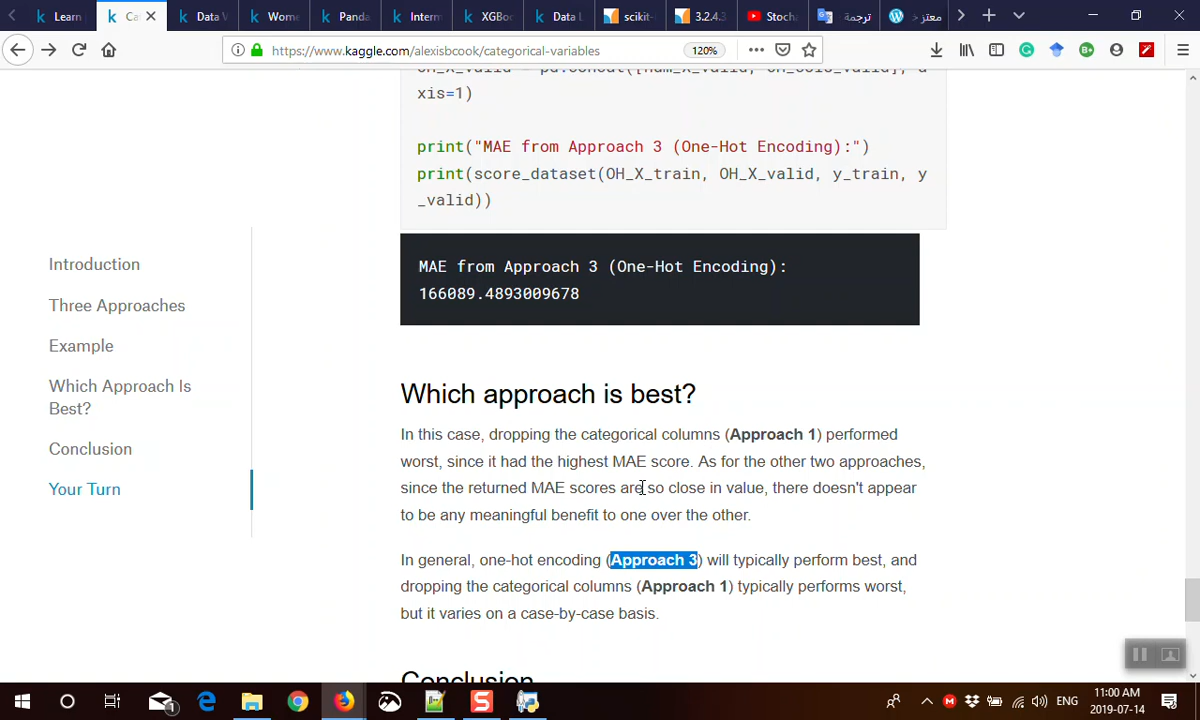 Learn
Ca
Data V
Wome
Panda
Interm
XGBoo
Data L
scikit-
3.2.4.3
Stocha
ترجمة
معتز خ
https://www.kaggle.com/alexisbcook/categorical-variables
120%
xis=1)
print("MAE from Approach 3 (One-Hot Encoding):")
print(score_dataset(OH_X_train, OH_X_valid, y_train, y
_valid))
MAE from Approach 3 (One-Hot Encoding):
166089.4893009678
Introduction
Three Approaches
Example
Which Approach Is
Best?
Conclusion
Your Turn
Which approach is best?
In this case, dropping the categorical columns (Approach 1) performed
worst, since it had the highest MAE score. As for the other two approaches,
since the returned MAE scores are so close in value, there doesn't appear
to be any meaningful benefit to one over the other.
In general, one-hot encoding (Approach 3) will typically perform best, and
dropping the categorical columns (Approach 1) typically performs worst,
but it varies on a case-by-case basis.
Conclusion
ENG
11:00 AM
2019-07-14